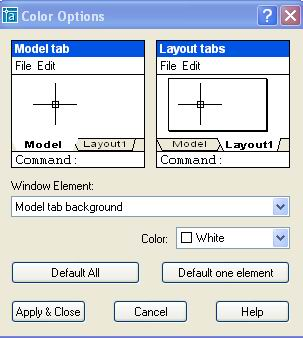 Color Options
Model tab
Layout tabs
File Edit
File Edit
Model Layout1
Model Layout1
Command:
Command:
Window Element:
Model tab background
Color: White
Default All
Default one element
Apply & Close
Cancel
Help